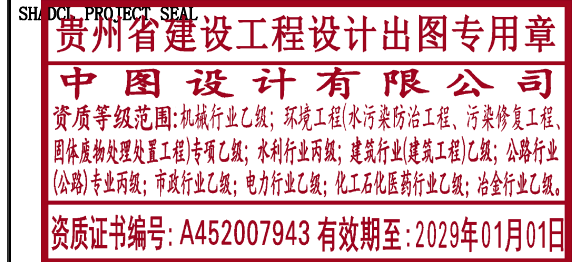 SHADCI PROJECT SEAL
贵州省建设工程设计出图专用章
中图设计有限公司
资质等级范围:机械行业乙级；环境工程(水污染防治工程、污染修复工程、
固体废物处理处置工程)专项乙级；水利行业丙级；建筑行业(建筑工程)乙级；公路行业
(公路)专业丙级；市政行业乙级；电力行业乙级；化工石化医药行业乙级；冶金行业乙级。
资质证书编号: A452007943 有效期至: 2029年01月01日